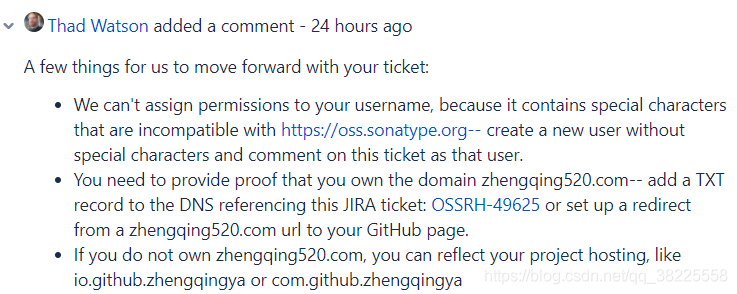 Thad Watson added a comment - 24 hours ago
A few things for us to move forward with your ticket:
• We can't assign permissions to your username, because it contains special characters
that are incompatible with https://oss.sonatype.org-- create a new user without
special characters and comment on this ticket as that user.
• You need to provide proof that you own the domain zhengqing520.com-- add a TXT
record to the DNS referencing this JIRA ticket: OSSRH-49625 or set up a redirect
from a zhengqing520.com url to your GitHub page.
• If you do not own zhengqing520.com, you can reflect your project hosting, like
io.github.zhengqingya or com.github.zhengqingya
https://blog.csdn.net/qq_38225558